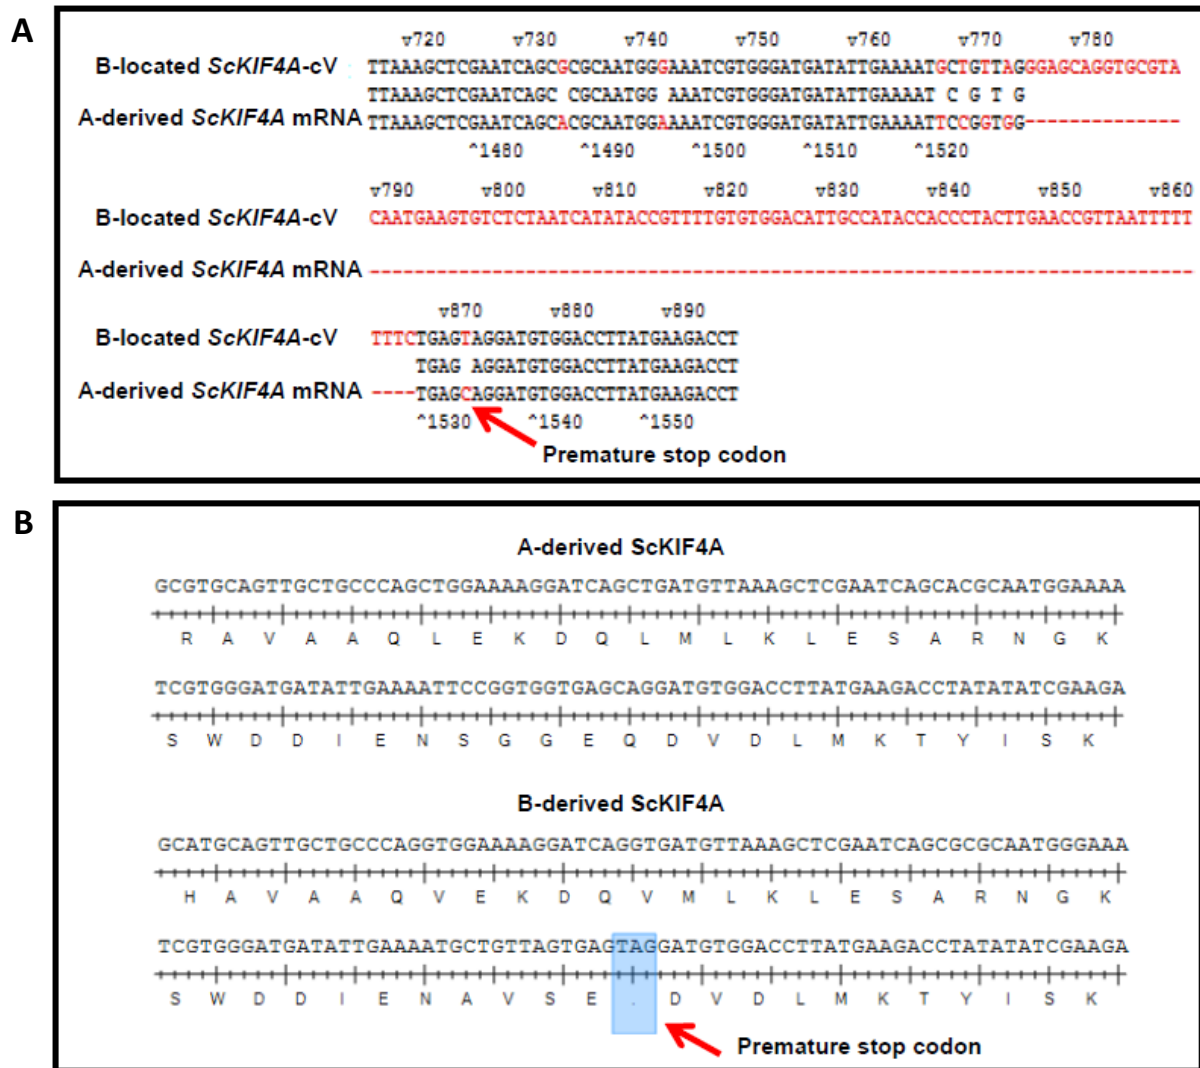 A
v720 v730 v740 v750 v760 v770 v780
B-located ScKIF4A-cV TTAAAGCTCGAATCAGCGCGCAATGGGAAATCGTGGGATGATATTGAAAATGCTGTTAGGGAGCAGGTGCGTA
TTAAAGCTCGAATCAGC CGCAATGG AAATCGTGGGATGATATTGAAAAT C G T G
A-derived ScKIF4A mRNA TTAAAGCTCGAATCAGCACGCAATGGAAAATCGTGGGATGATATTGAAAATTCCGGTGG--------------
^1480 ^1490 ^1500 ^1510 ^1520
v790 v800 v810 v820 v830 v840 v850 v860
B-located ScKIF4A-cV CAATGAAGTGTCTCTAATCATATACCGTTTTGTGTGGACATTGCCATACCACCCTACTTGAACCGTTAATTTTT
A-derived ScKIF4A mRNA --------------------------------------------------------------------------
v870 v880 v890
B-located ScKIF4A-cV TTTCTGAGTAGGATGTGGACCTTATGAAGACCT
TGAG AGGATGTGGACCTTATGAAGACCT
A-derived ScKIF4A mRNA ----TGAGCAGGATGTGGACCTTATGAAGACCT
^1530 ^1540 ^1550
Premature stop codon
B
A-derived ScKIF4A
GCGTGCAGTTGCTGCCCAGCTGGAAAAGGATCAGCTGATGTTAAAGCTCGAATCAGCACGCAATGGAAAA
R A V A A Q L E K D Q L M L K L E S A R N G K
TCGTGGGATGATATTGAAAATTCCGGTGGTGAGCAGGATGTGGACCTTATGAAGACCTATATATCGAAGA
S W D D I E N S G G E Q D V D L M K T Y I S K
B-derived ScKIF4A
GCATGCAGTTGCTGCCCAGGTGGAAAAGGATCAGGTGATGTTAAAGCTCGAATCAGCGCGCAATGGGAAA
H A V A A Q V E K D Q V M L K L E S A R N G K
TCGTGGGATGATATTGAAAATGCTGTTAGTGAGTAGGATGTGGACCTTATGAAGACCTATATATCGAAGA
S W D D I E N A V S E . D V D L M K T Y I S K
Premature stop codon